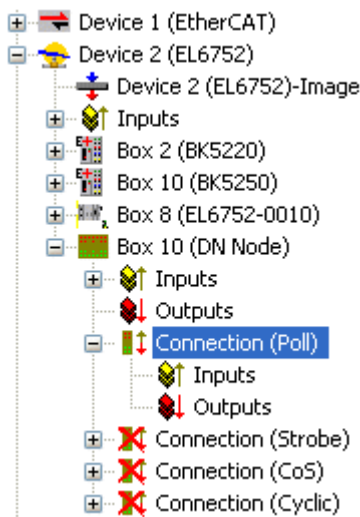 Device 1 (EtherCAT)
Device 2 (EL6752)
Device 2 (EL6752)-Image
Inputs
Box 2 (BK5220)
Box 10 (BK5250)
Box 8 (EL6752-0010)
Box 10 (DN Node)
Inputs
Outputs
Connection (Poll)
Inputs
Outputs
Connection (Strobe)
Connection (CoS)
Connection (Cyclic)